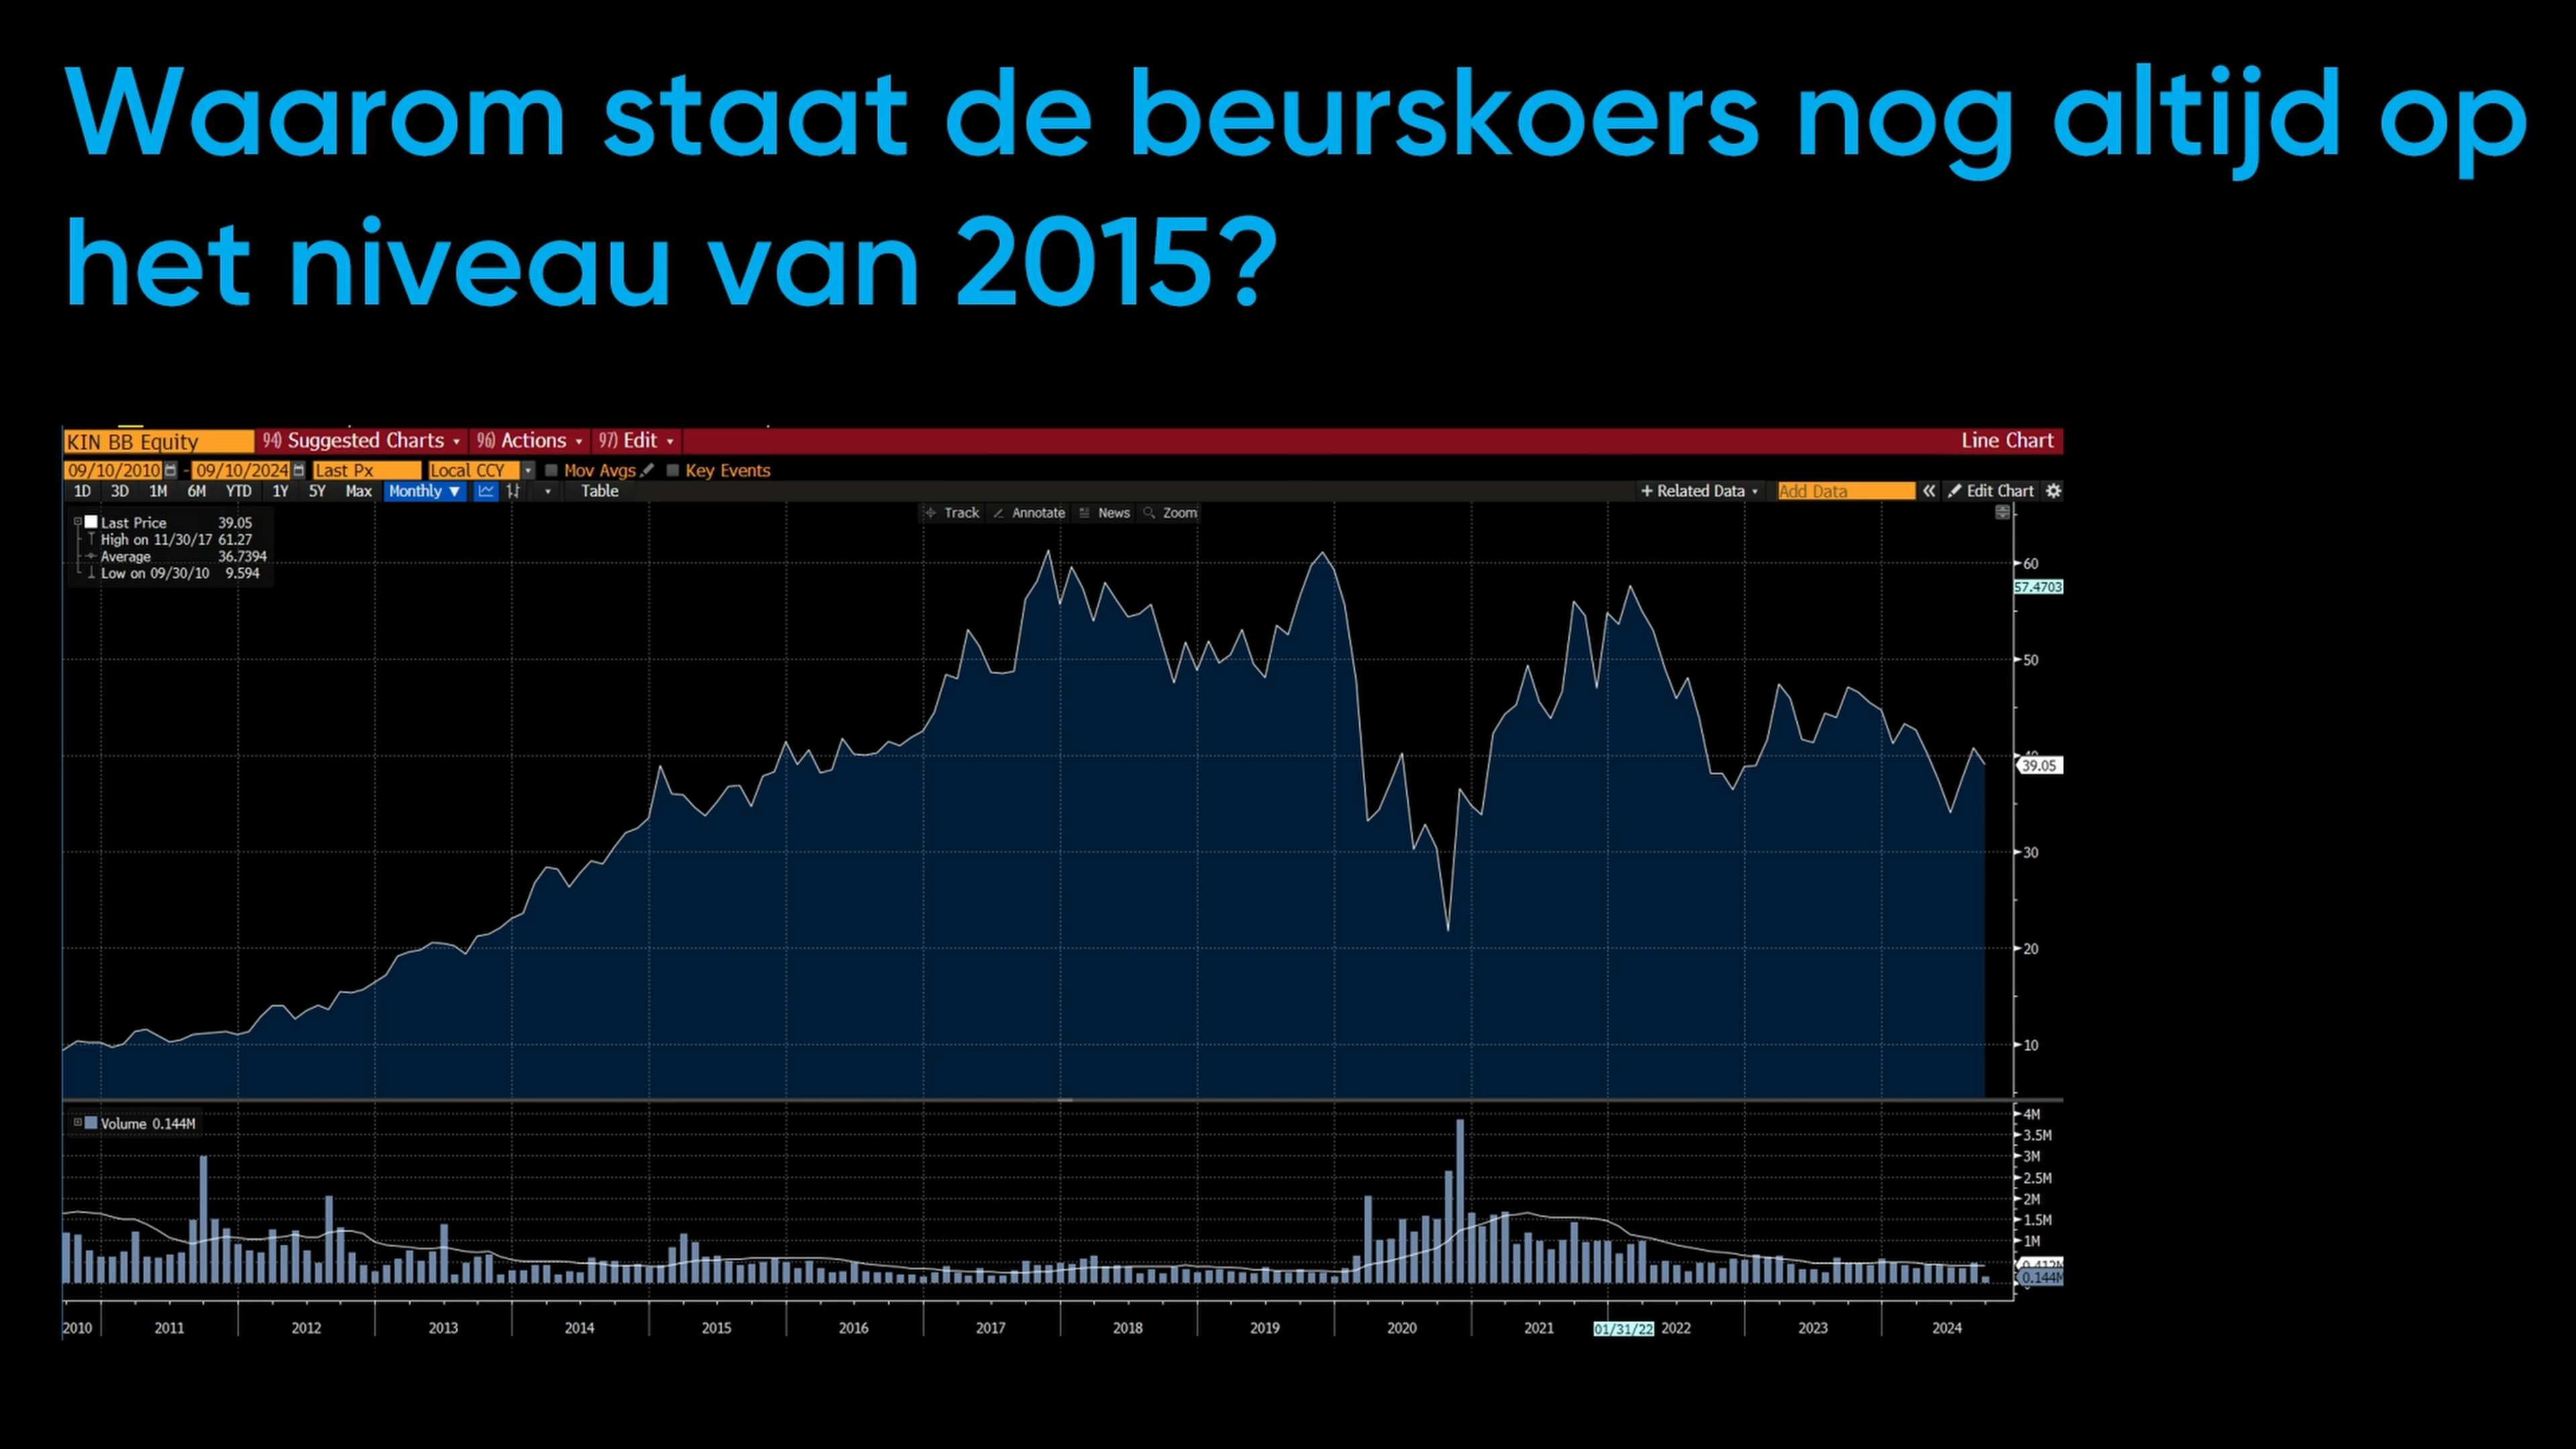 Waarom staat de beurskoers nog altijd op
het niveau van 2015?
KIN BB Equity 94) Suggested Charts 96) Actions 97) Edit Line Chart
09/10/2010 - 09/10/2024 Last Px Local CCY Mov Avgs Key Events
1D 3D 1M 6M YTD 1Y 5Y Max Monthly ▼ Table + Related Data Add Data « Edit Chart
Track Annotate News Zoom
Last Price 39.05
High on 11/30/17 61.27
Average 36.7394
Low on 09/30/10 9.594
60
57.4703
50
40
39.05
30
20
10
Volume 0.144M
4M
3.5M
3M
2.5M
2M
1.5M
1M
0.144M
2010 2011 2012 2013 2014 2015 2016 2017 2018 2019 2020 2021 01/31/22 2022 2023 2024